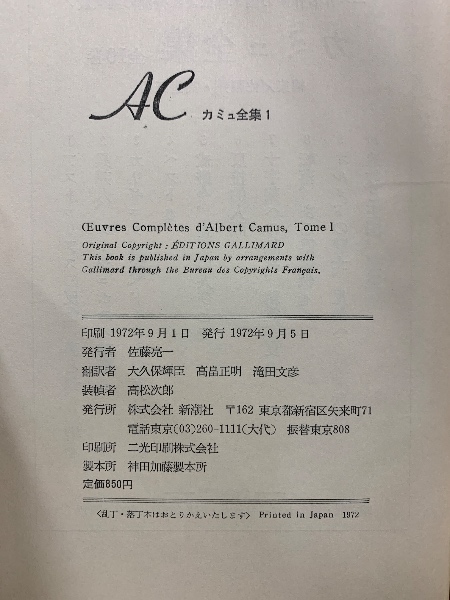 AC カミュ全集1
Œuvres Complètes d'Albert Camus, Tome I
Original Copyright : ÉDITIONS GALLIMARD
This book is published in Japan by arrangements with
Gallimard through the Bureau des Copyrights Français.
印刷 1972年9月1日 発行 1972年9月5日
発行者 佐藤亮一
翻訳者 大久保輝臣 高畠正明 滝田文彦
装幀者 高松次郎
発行所 株式会社 新潮社 〒162 東京都新宿区矢来町71
電話東京(03)260-1111(大代) 振替東京808
印刷所 二光印刷株式会社
製本所 神田加藤製本所
定価850円
〈乱丁・落丁本はおとりかえいたします〉 Printed in Japan 1972